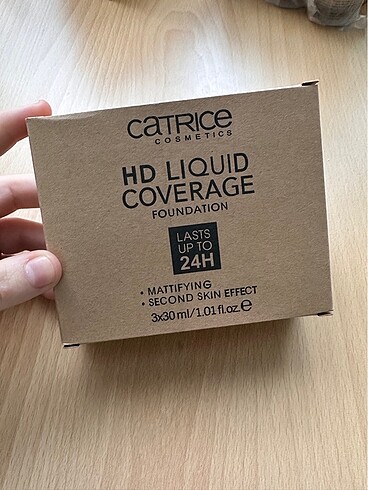 CATRICE
COSMETICS
HD LIQUID
COVERAGE
FOUNDATION
LASTS
UP TO
24H
• MATTIFYING
• SECOND SKIN EFFECT
3x30 ml/1.01 fl.oz.℮